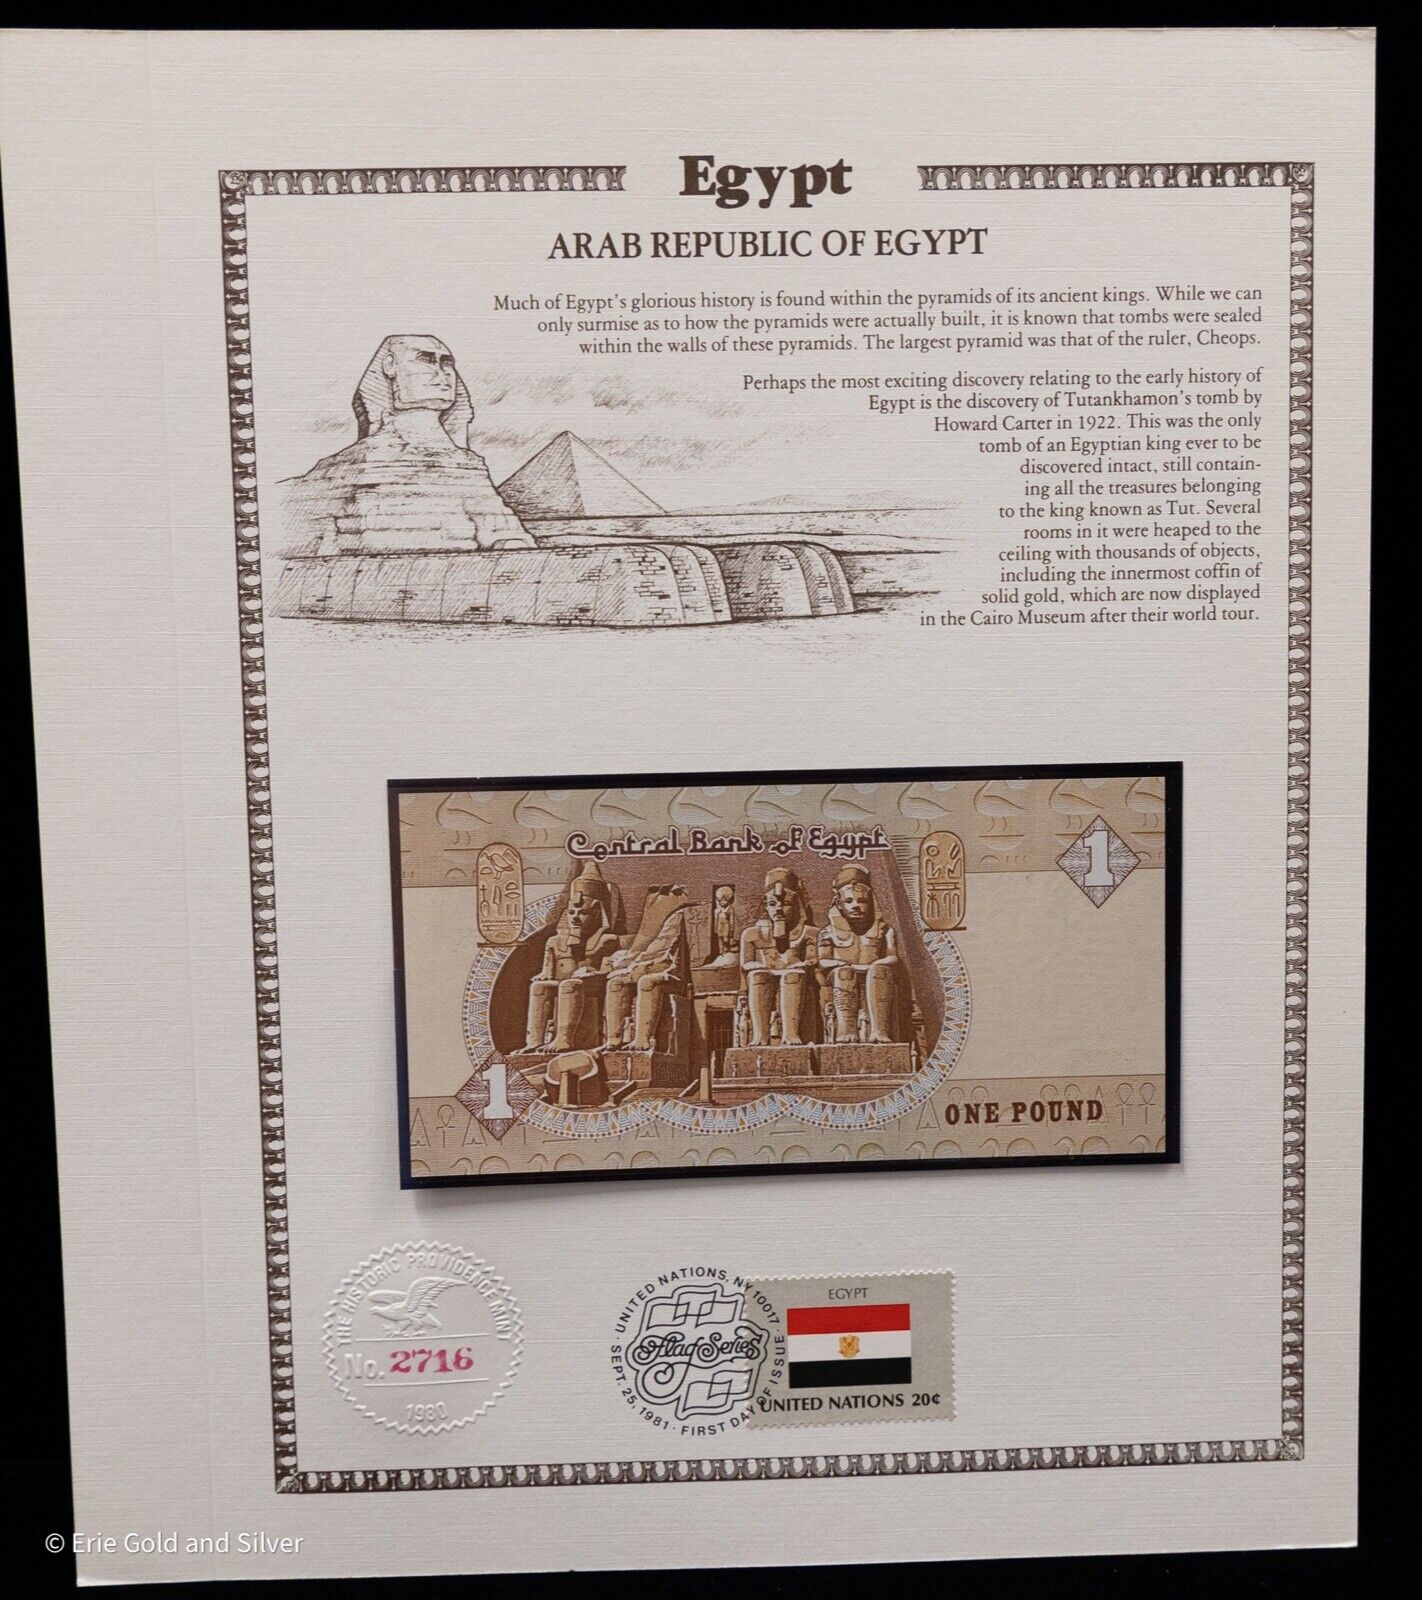 Egypt
ARAB REPUBLIC OF EGYPT
Much of Egypt's glorious history is found within the pyramids of its ancient kings. While we can
only surmise as to how the pyramids were actually built, it is known that tombs were sealed
within the walls of these pyramids. The largest pyramid was that of the ruler, Cheops.
Perhaps the most exciting discovery relating to the early history of
Egypt is the discovery of Tutankhamon's tomb by
Howard Carter in 1922. This was the only
tomb of an Egyptian king ever to be
discovered intact, still contain-
ing all the treasures belonging
to the king known as Tut. Several
rooms in it were heaped to the
ceiling with thousands of objects,
including the innermost coffin of
solid gold, which are now displayed
in the Cairo Museum after their world tour.
Central Bank of Egypt
1
1
ONE POUND
THE HISTORIC PROVIDENCE MINT
No. 2716
1980
UNITED NATIONS, NY 10017
Flag Series
SEPT. 25, 1981 · FIRST DAY OF ISSUE
EGYPT
UNITED NATIONS 20¢
© Erie Gold and Silver